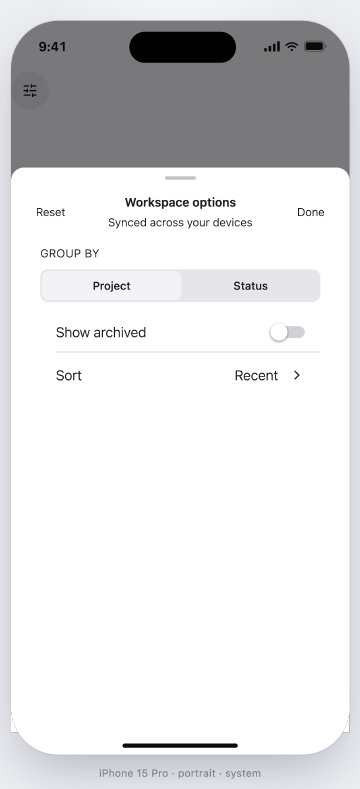 9:41
Workspace options
Reset
Synced across your devices
Done
GROUP BY
Project Status
Show archived
Sort Recent
iPhone 15 Pro · portrait · system